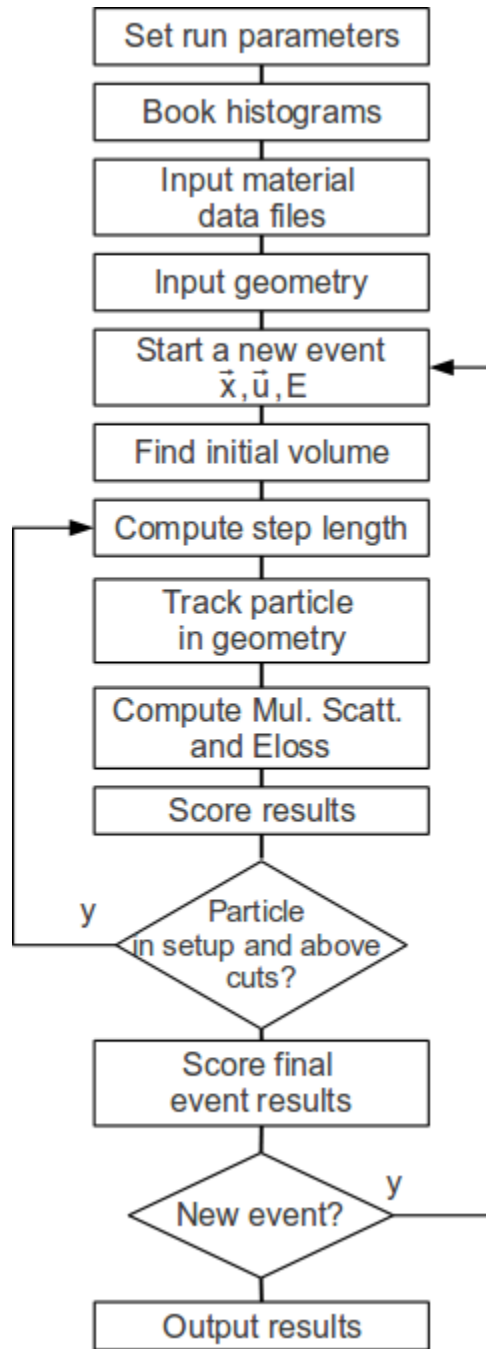 Set run parameters
Book histograms
Input material
data files
Input geometry
Start a new event
x⃗, u⃗, E
Find initial volume
Compute step length
Track particle
in geometry
Compute Mul. Scatt.
and Eloss
Score results
y
Particle
in setup and above
cuts?
Score final
event results
y
New event?
Output results